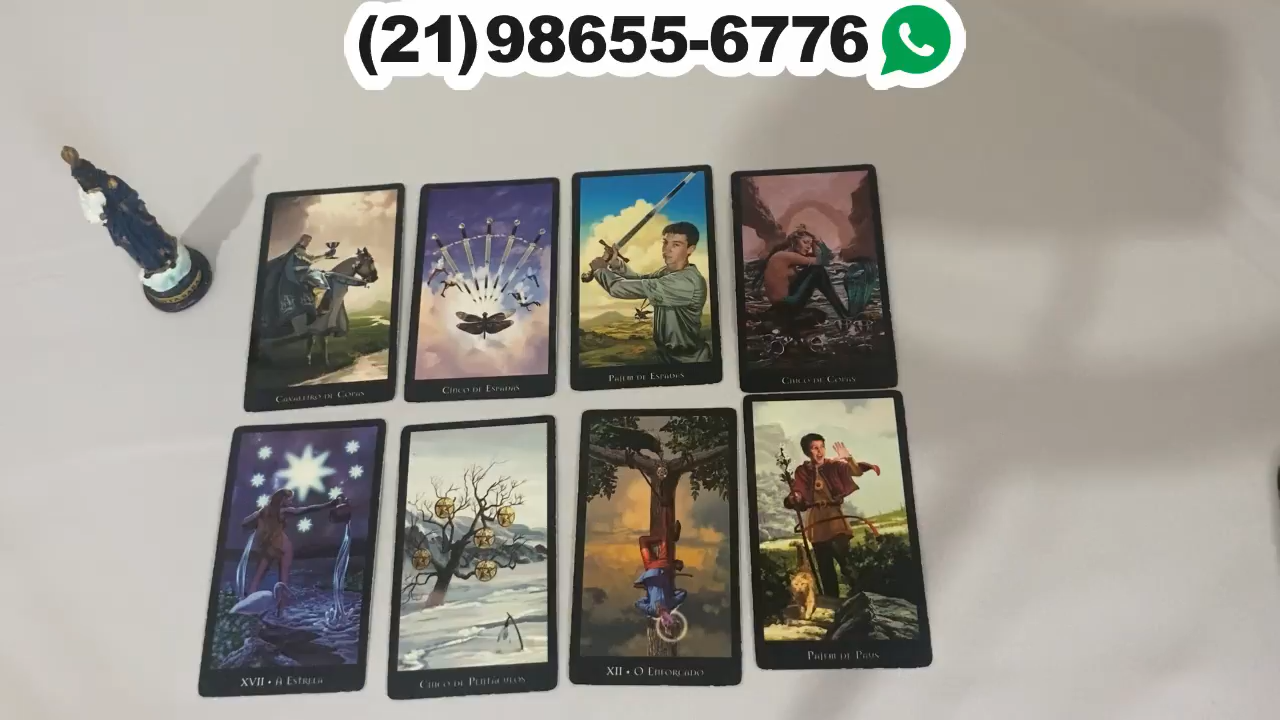 (21)98655-6776
CAVALEIRO DE COPAS
CINCO DE ESPADAS
PAJEM DE ESPADAS
CINCO DE COPAS
XVII • A ESTRELA
CINCO DE PENTÁCULOS
XII • O ENFORCADO
PAJEM DE PAUS